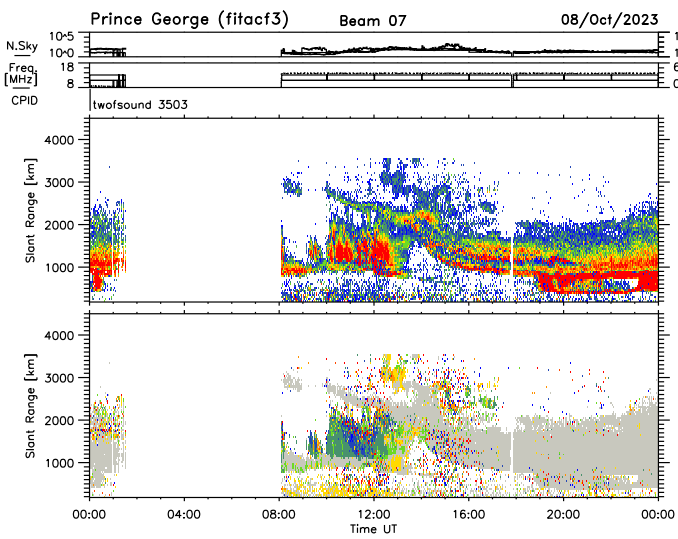 Prince George (fitacf3) Beam 07 08/Oct/2023
N.Sky 10^5
10^0
Freq. 18
[MHz] 8
CPID twofsound 3503
Slant Range [km] 4000
3000
2000
1000
Slant Range [km] 4000
3000
2000
1000
00:00 04:00 08:00 12:00 16:00 20:00 00:00
Time UT